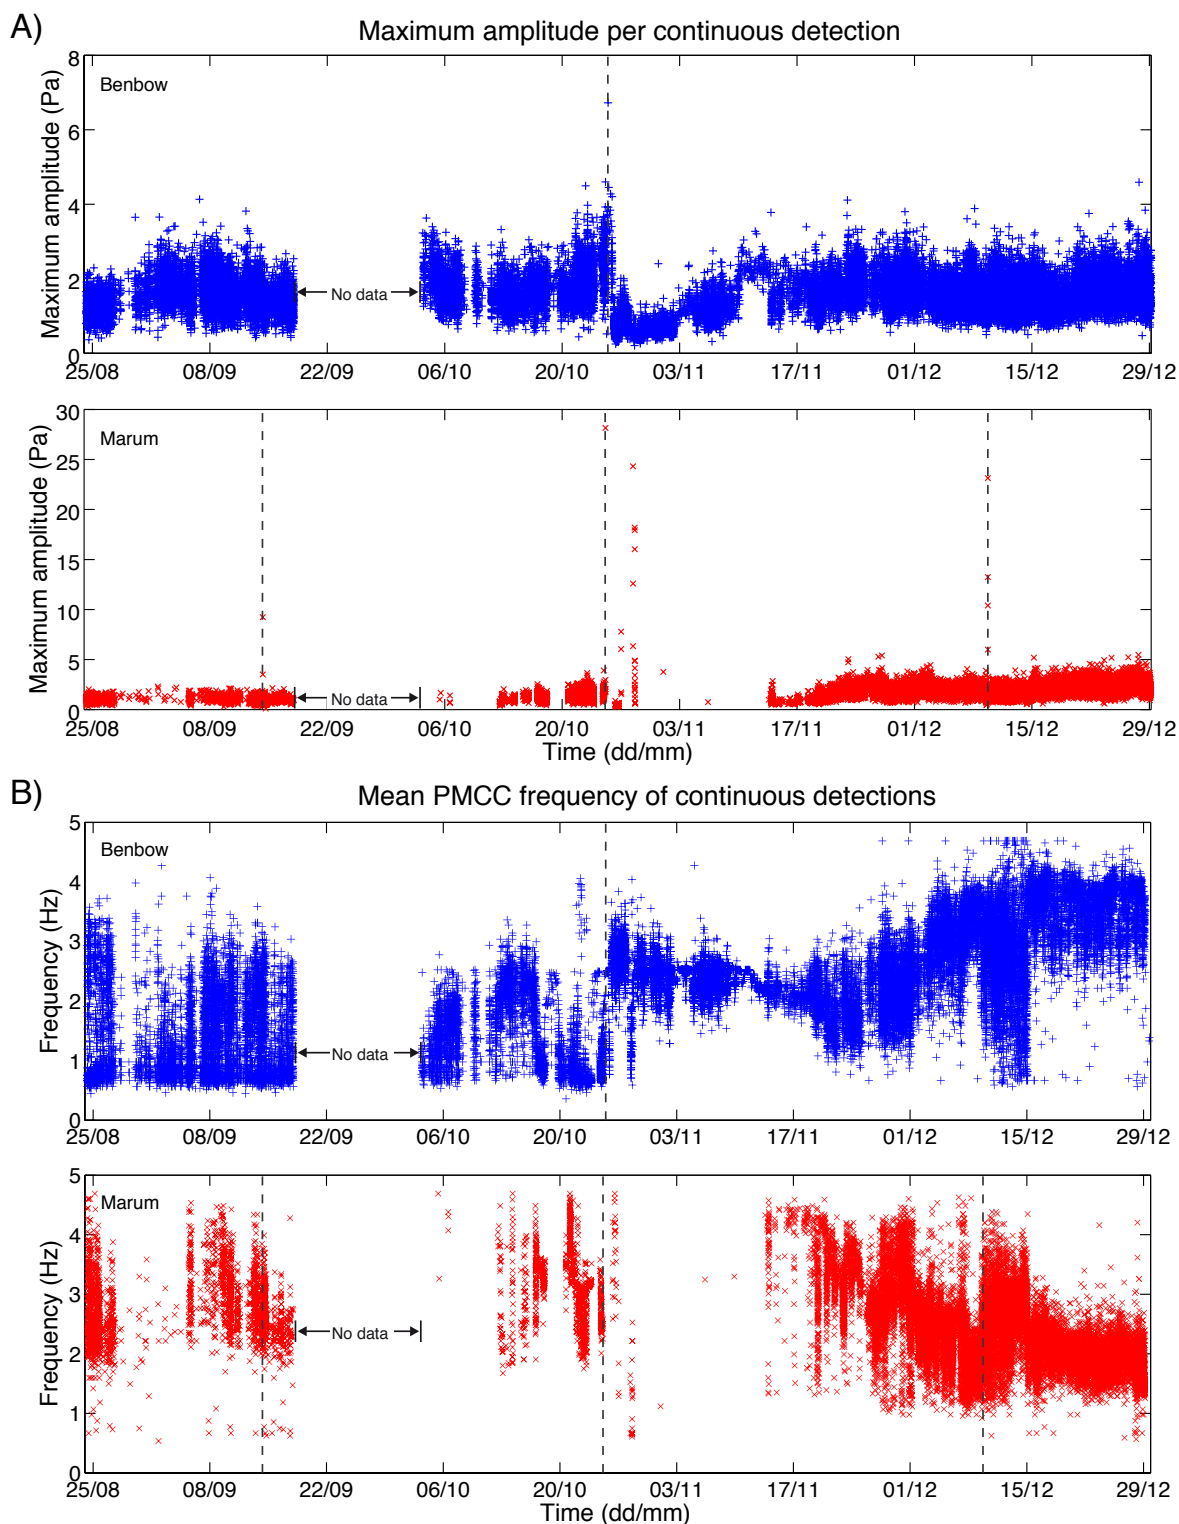 A)
Maximum amplitude per continuous detection
Maximum amplitude (Pa)
8
6
4
2
0
Benbow
No data
25/08 08/09 22/09 06/10 20/10 03/11 17/11 01/12 15/12 29/12
Maximum amplitude (Pa)
30
25
20
15
10
5
0
Marum
No data
25/08 08/09 22/09 06/10 20/10 03/11 17/11 01/12 15/12 29/12
Time (dd/mm)
B)
Mean PMCC frequency of continuous detections
Frequency (Hz)
5
4
3
2
1
0
Benbow
No data
25/08 08/09 22/09 06/10 20/10 03/11 17/11 01/12 15/12 29/12
Frequency (Hz)
5
4
3
2
1
0
Marum
No data
25/08 08/09 22/09 06/10 20/10 03/11 17/11 01/12 15/12 29/12
Time (dd/mm)